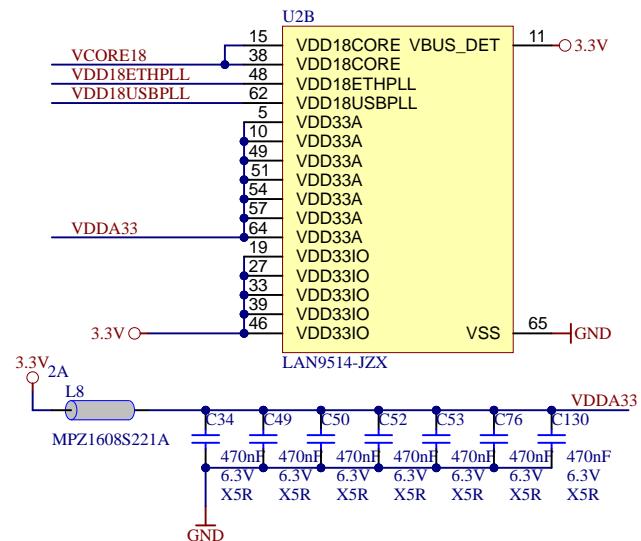 U2B
15 VDD18CORE VBUS_DET 11 3.3V
VCORE18 38 VDD18CORE
VDD18ETHPLL 48 VDD18ETHPLL
VDD18USBPLL 62 VDD18USBPLL
5 VDD33A
10 VDD33A
49 VDD33A
51 VDD33A
54 VDD33A
57 VDD33A
VDDA33 64 VDD33A
19 VDD33IO
27 VDD33IO
33 VDD33IO
39 VDD33IO
3.3V 46 VDD33IO VSS 65 GND
LAN9514-JZX
3.3V 2A
L8 VDDA33
C34 C49 C50 C52 C53 C76 C130
MPZ1608S221A
470nF 470nF 470nF 470nF 470nF 470nF 470nF
6.3V 6.3V 6.3V 6.3V 6.3V 6.3V 6.3V
X5R X5R X5R X5R X5R X5R X5R
GND